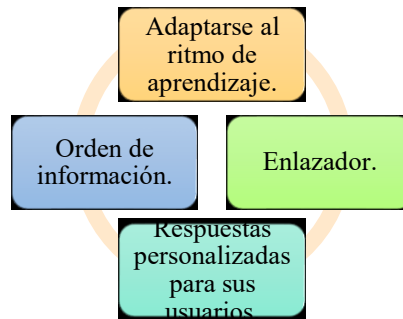 Adaptarse al
ritmo de
aprendizaje.
Orden de
información.
Enlazador.
Respuestas
personalizadas
para sus
usuarios.